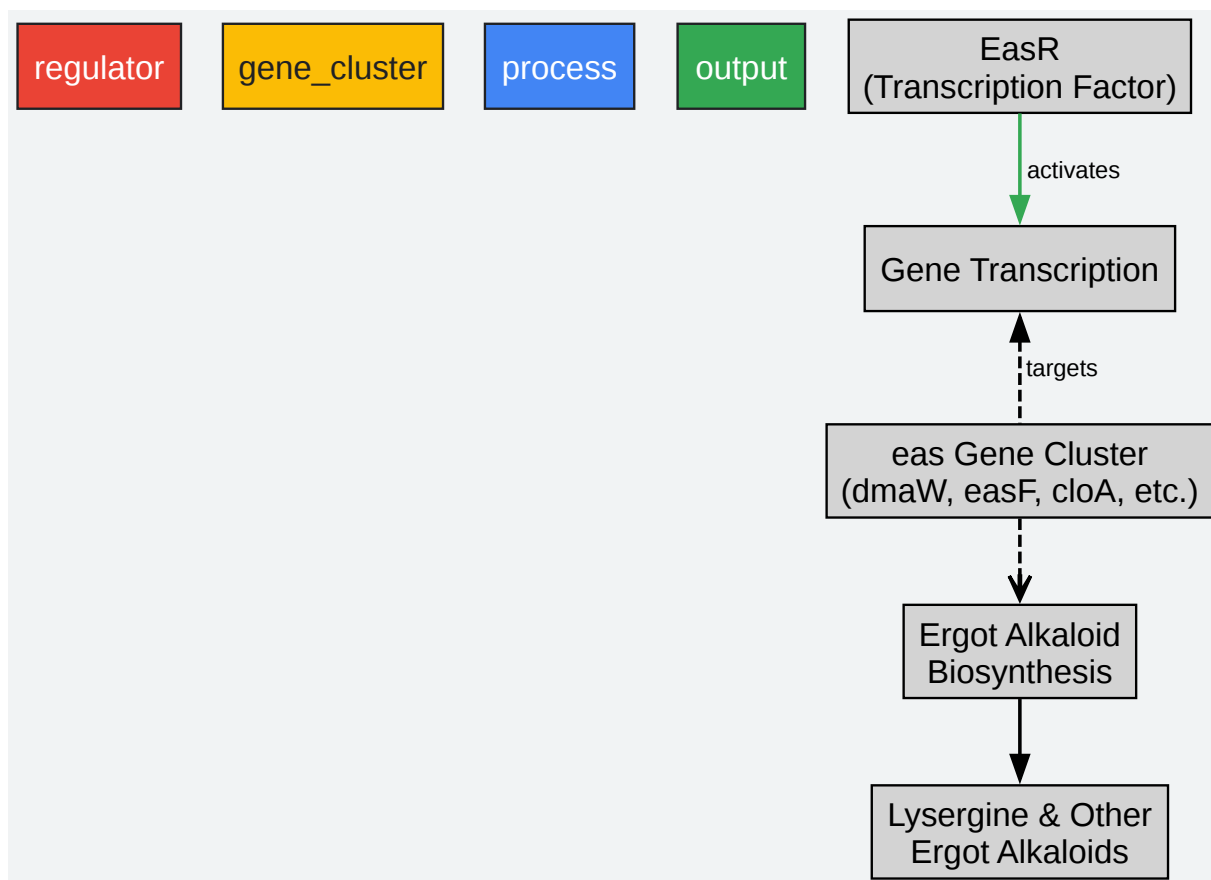 regulator
gene_cluster
process
output
EasR
(Transcription Factor)
activates
Gene Transcription
targets
eas Gene Cluster
(dmaW, easF, cloA, etc.)
Ergot Alkaloid
Biosynthesis
Lysergine & Other
Ergot Alkaloids